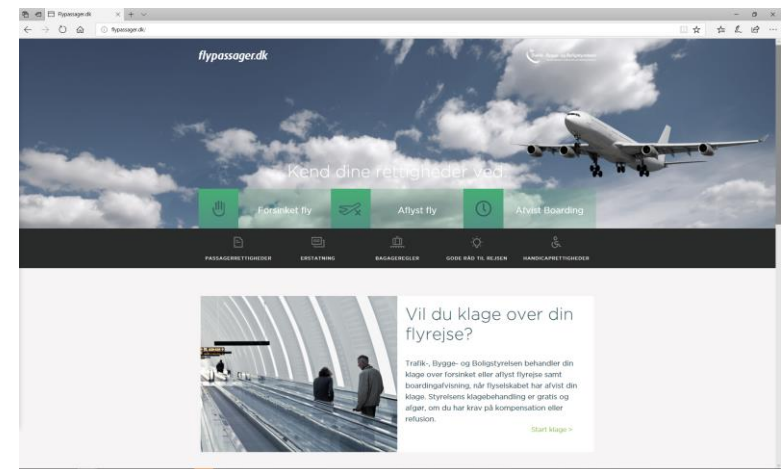 Flypassager.dk
flypassager.dk/
flypassager.dk
Kend dine rettigheder ved:
Forsinket fly
Aflyst fly
Afvist Boarding
PASSAGERRETTIGHEDER
ERSTATNING
BAGAGEREGLER
GODE RÅD TIL REJSEN
HANDICAPRETTIGHEDER
Vil du klage over din
flyrejse?
Trafik-, Bygge- og Boligstyrelsen behandler din
klage over forsinket eller aflyst flyrejse samt
boardingafvisning, når flyselskabet har afvist din
klage. Styrelsens klagebehandling er gratis og
afgør, om du har krav på kompensation eller
refusion.
Start klage >